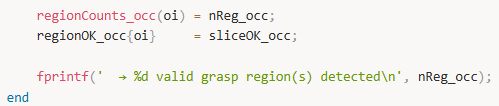 regionCounts_occ(oi) = nReg_occ;
regionOK_occ{oi}     = sliceOK_occ;
fprintf('  → %d valid grasp region(s) detected\n', nReg_occ);
end